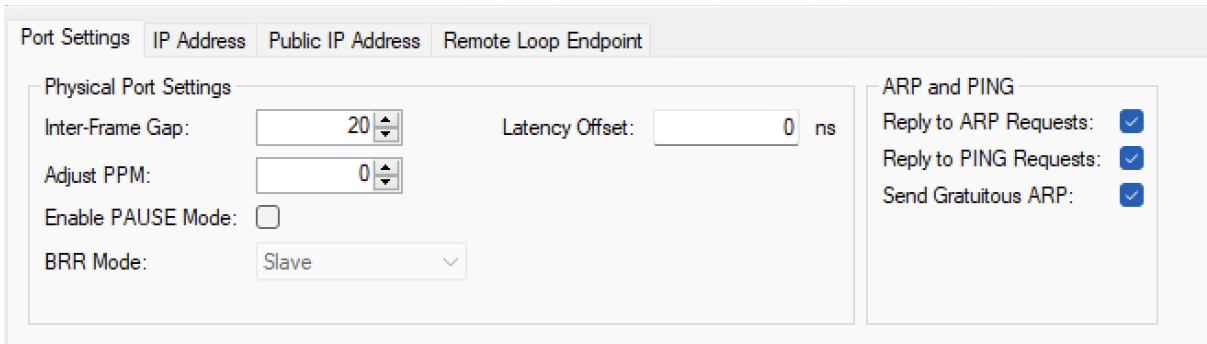 Port Settings IP Address Public IP Address Remote Loop Endpoint
Physical Port Settings ARP and PING
Inter-Frame Gap: 20 Latency Offset: 0 ns Reply to ARP Requests:
Adjust PPM: 0 Reply to PING Requests:
Enable PAUSE Mode: Send Gratuitous ARP:
BRR Mode: Slave